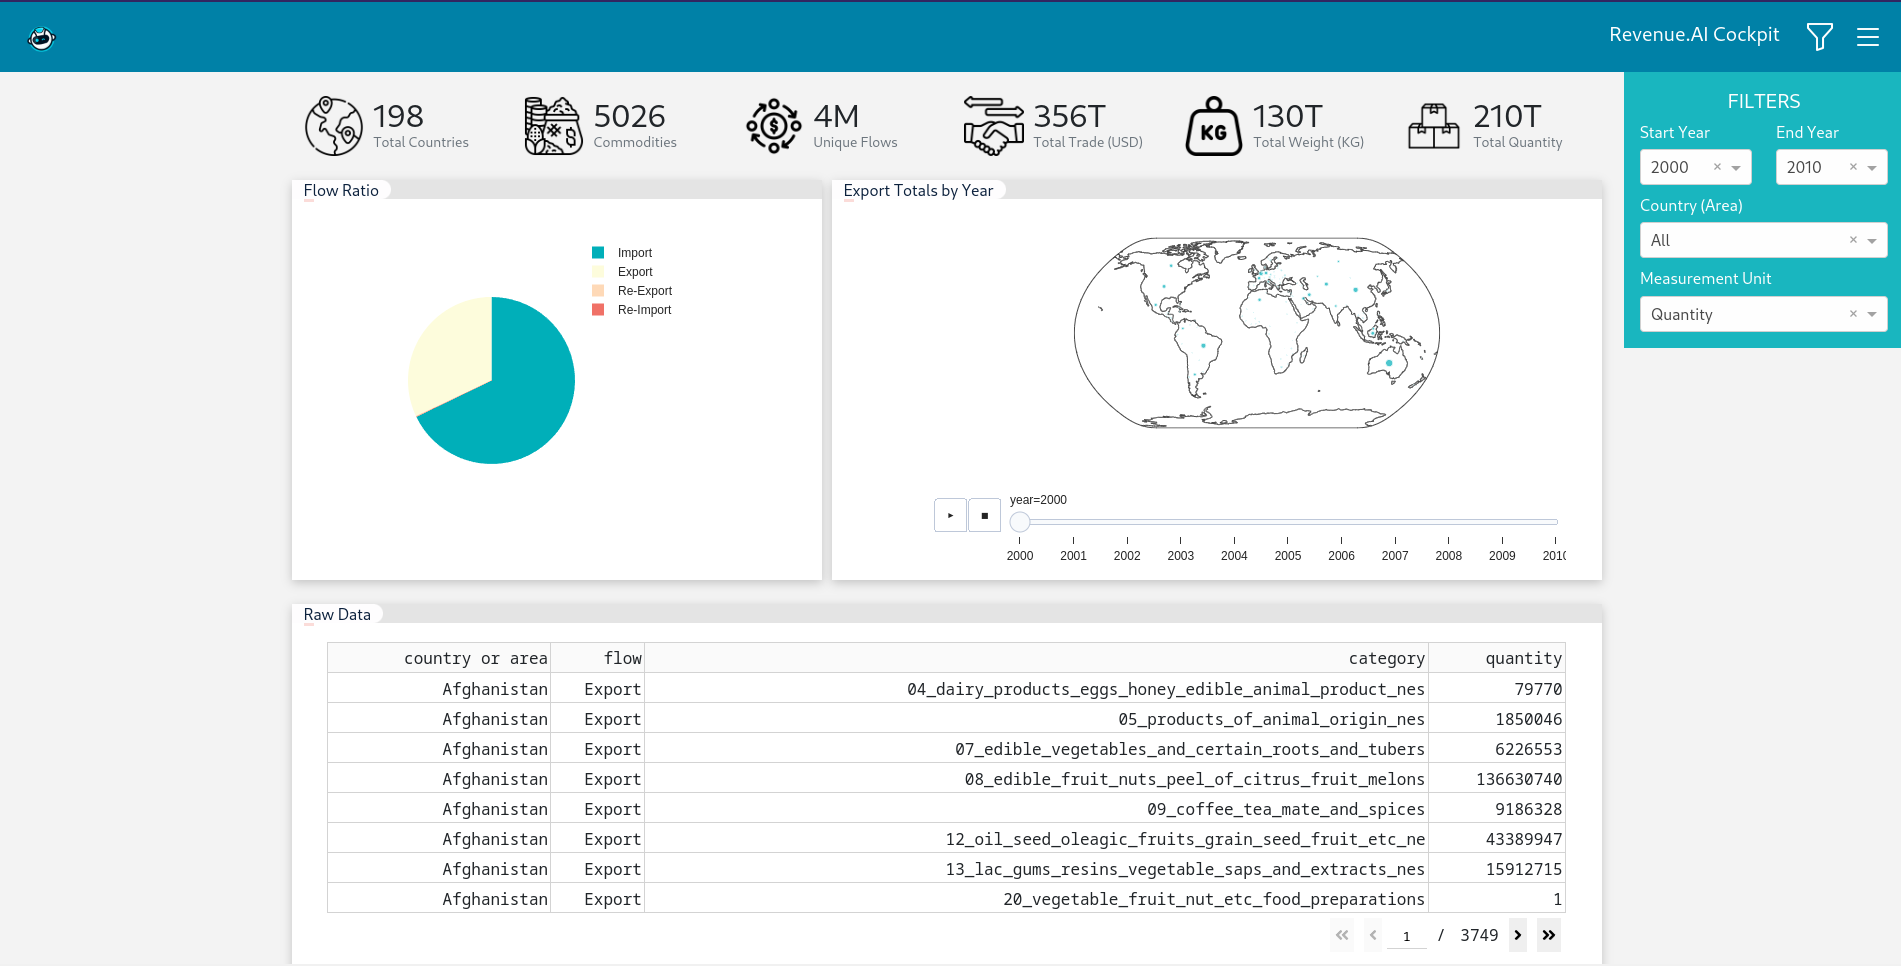 Revenue.AI Cockpit
198
Total Countries
5026
Commodities
4M
Unique Flows
356T
Total Trade (USD)
KG
130T
Total Weight (KG)
210T
Total Quantity
FILTERS
Start Year End Year
2000 × 2010 ×
Country (Area)
All ×
Measurement Unit
Quantity ×
Flow Ratio
Import
Export
Re-Export
Re-Import
Export Totals by Year
year=2000
2000 2001 2002 2003 2004 2005 2006 2007 2008 2009 2010
Raw Data
country or area flow category quantity
Afghanistan Export 04_dairy_products_eggs_honey_edible_animal_product_nes 79770
Afghanistan Export 05_products_of_animal_origin_nes 1850046
Afghanistan Export 07_edible_vegetables_and_certain_roots_and_tubers 6226553
Afghanistan Export 08_edible_fruit_nuts_peel_of_citrus_fruit_melons 136630740
Afghanistan Export 09_coffee_tea_mate_and_spices 9186328
Afghanistan Export 12_oil_seed_oleagic_fruits_grain_seed_fruit_etc_ne 43389947
Afghanistan Export 13_lac_gums_resins_vegetable_saps_and_extracts_nes 15912715
Afghanistan Export 20_vegetable_fruit_nut_etc_food_preparations 1
1 / 3749